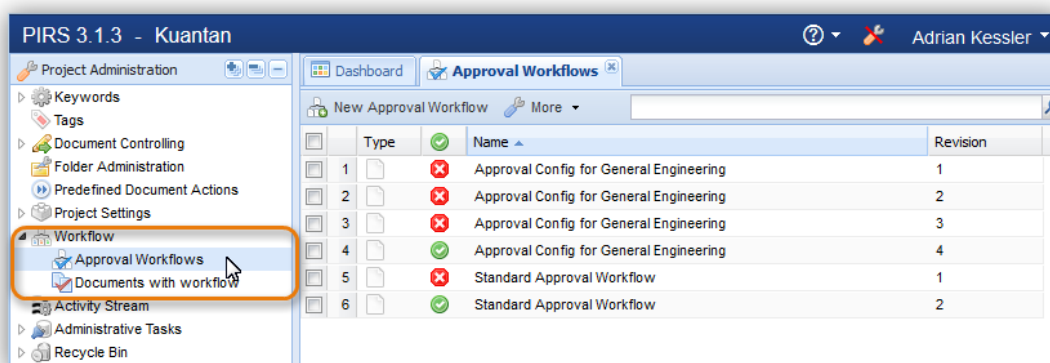 PIRS 3.1.3 - Kuantan
Adrian Kessler
Project Administration
Keywords
Tags
Document Controlling
Folder Administration
Predefined Document Actions
Project Settings
Workflow
Approval Workflows
Documents with workflow
Activity Stream
Administrative Tasks
Recycle Bin
Dashboard
Approval Workflows
New Approval Workflow More
Type Name Revision
1 Approval Config for General Engineering 1
2 Approval Config for General Engineering 2
3 Approval Config for General Engineering 3
4 Approval Config for General Engineering 4
5 Standard Approval Workflow 1
6 Standard Approval Workflow 2